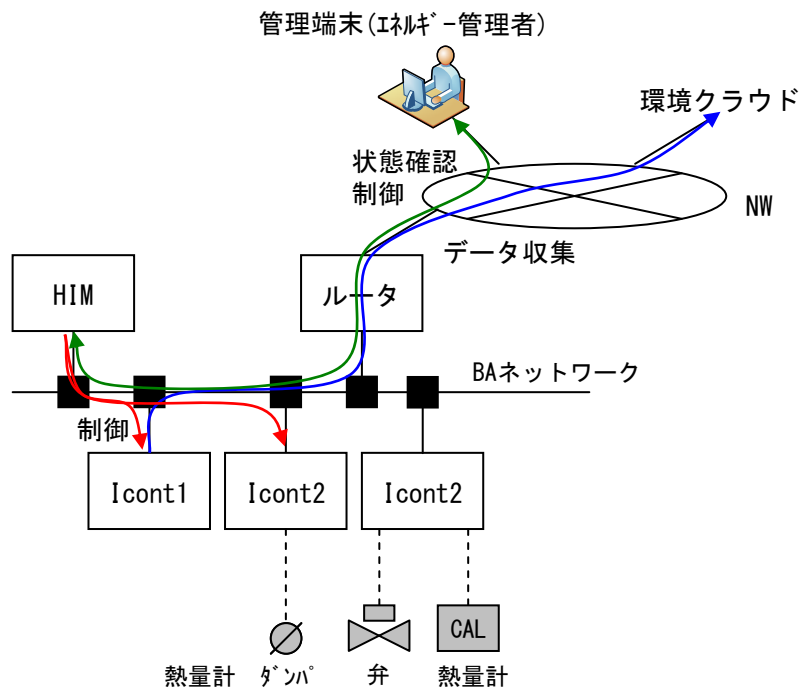 管理端末(ｴﾈﾙｷﾞｰ管理者)
環境クラウド
状態確認
制御
NW
データ収集
HIM
ルータ
BAネットワーク
制御
Icont1
Icont2
Icont2
CAL
熱量計
ﾀﾞﾝﾊﾟ
弁
熱量計